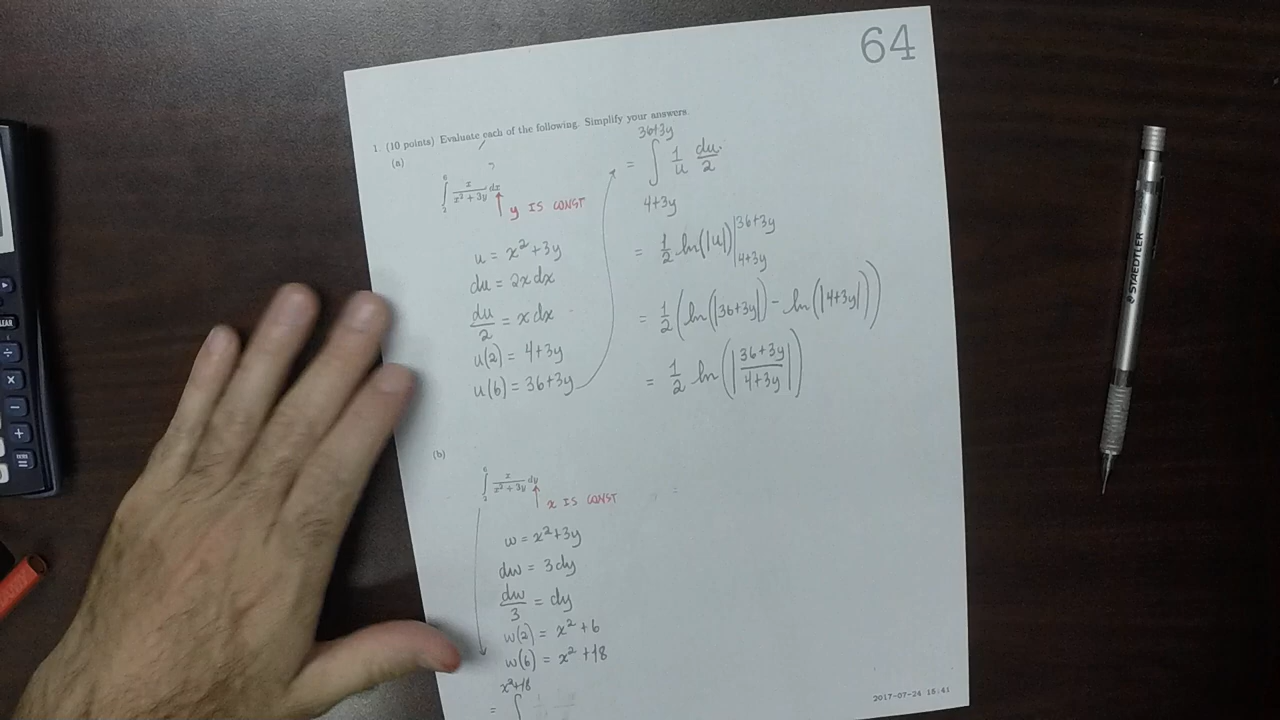 64
1. (10 points) Evaluate each of the following. Simplify your answers.
(a)
∫₂⁶ x/(x² + 3y) dx
y IS CONST
u = x² + 3y
du = 2x dx
du/2 = x dx
u(2) = 4+3y
u(6) = 36+3y
= ∫_{4+3y}^{36+3y} 1/u du/2
= 1/2 ln(|u|) |_{4+3y}^{36+3y}
= 1/2 (ln(|36+3y|) - ln(|4+3y|))
= 1/2 ln(|(36+3y)/(4+3y)|)
(b)
∫₂⁶ x/(x² + 3y) dy
x IS CONST
w = x²+3y
dw = 3dy
dw/3 = dy
w(2) = x² + 6
w(6) = x² + 18
x²+18
= ∫
CLEAR
÷
×
−
+
=
STAEDTLER
2017-07-24 15:41